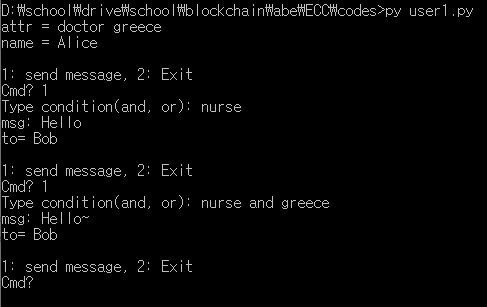 D:₩school₩drive₩school₩blockchain₩abe₩ECC₩codes>py user1.py
attr = doctor greece
name = Alice
1: send message, 2: Exit
Cmd? 1
Type condition(and, or): nurse
msg: Hello
to= Bob
1: send message, 2: Exit
Cmd? 1
Type condition(and, or): nurse and greece
msg: Hello~
to= Bob
1: send message, 2: Exit
Cmd?